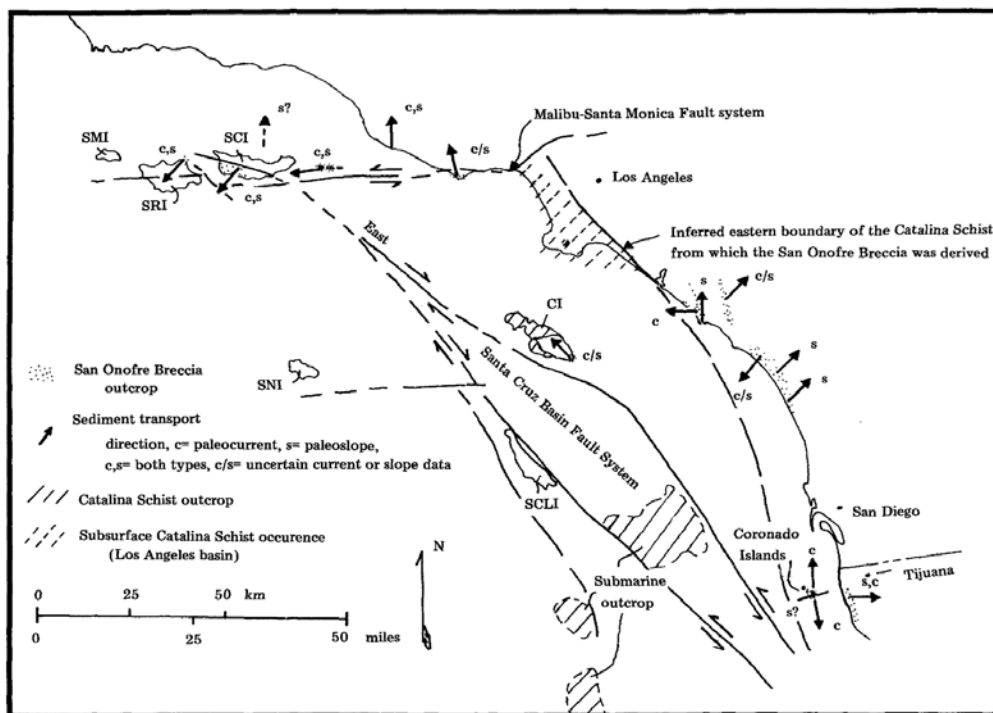 c,s
s?
Malibu-Santa Monica Fault system
SMI
SCI
c/s
c,s
c,s
Los Angeles
SRI
c,s
Inferred eastern boundary of the Catalina Schist
from which the San Onofre Breccia was derived
East
s
c/s
CI
c
c/s
s
San Onofre Breccia
outcrop
SNI
s
c/s
Santa Cruz Basin Fault System
Sediment transport
direction, c= paleocurrent, s= paleoslope,
c,s= both types, c/s= uncertain current or slope data
SCLI
Catalina Schist outcrop
San Diego
Subsurface Catalina Schist occurence
(Los Angeles basin)
N
Coronado
Islands
c
s,c
Tijuana
Submarine
outcrop
s?
c
0 25 50 km
0 25 50 miles